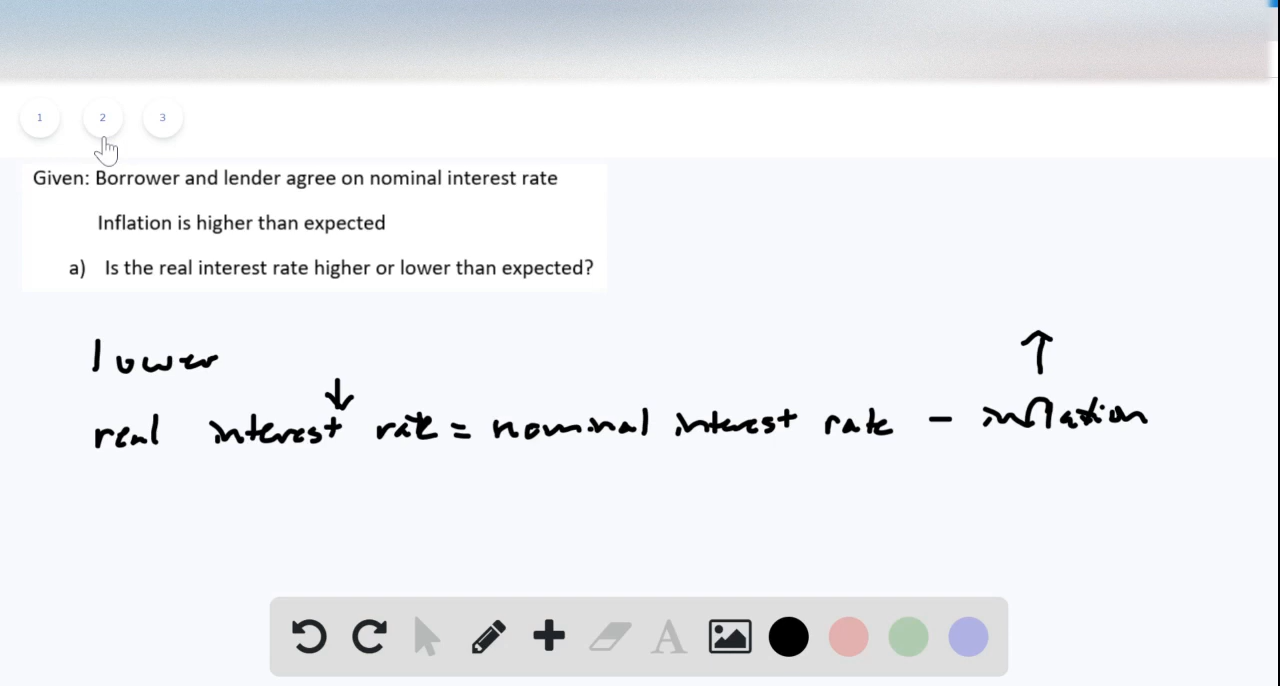 1 2 3
Given: Borrower and lender agree on nominal interest rate
Inflation is higher than expected
a) Is the real interest rate higher or lower than expected?
lower
real interest ↓ rate = nominal interest rate - inflation ↑
A